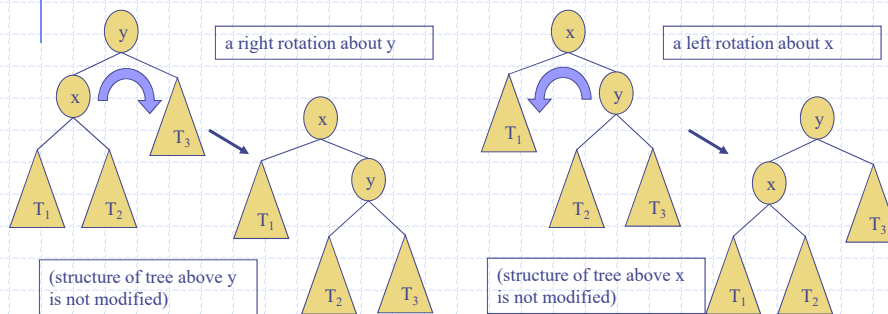 a right rotation about y
y
x
T₃
T₁
T₂
x
T₁
y
T₂
T₃
(structure of tree above y
is not modified)
a left rotation about x
x
T₁
y
T₂
T₃
y
x
T₃
T₁
T₂
(structure of tree above x
is not modified)